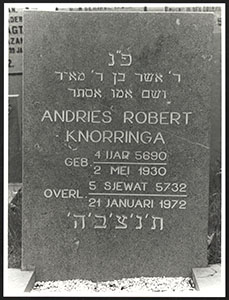 פ״נ
ר׳ אשר בן ר׳ מאיר
ושם אמו אסתר
ANDRIES ROBERT
KNORRINGA
GEB. 4 IJAR 5690
2 MEI 1930
OVERL. 5 SJEWAT 5732
21 JANUARI 1972
ת׳נ׳צ׳ב׳ה׳